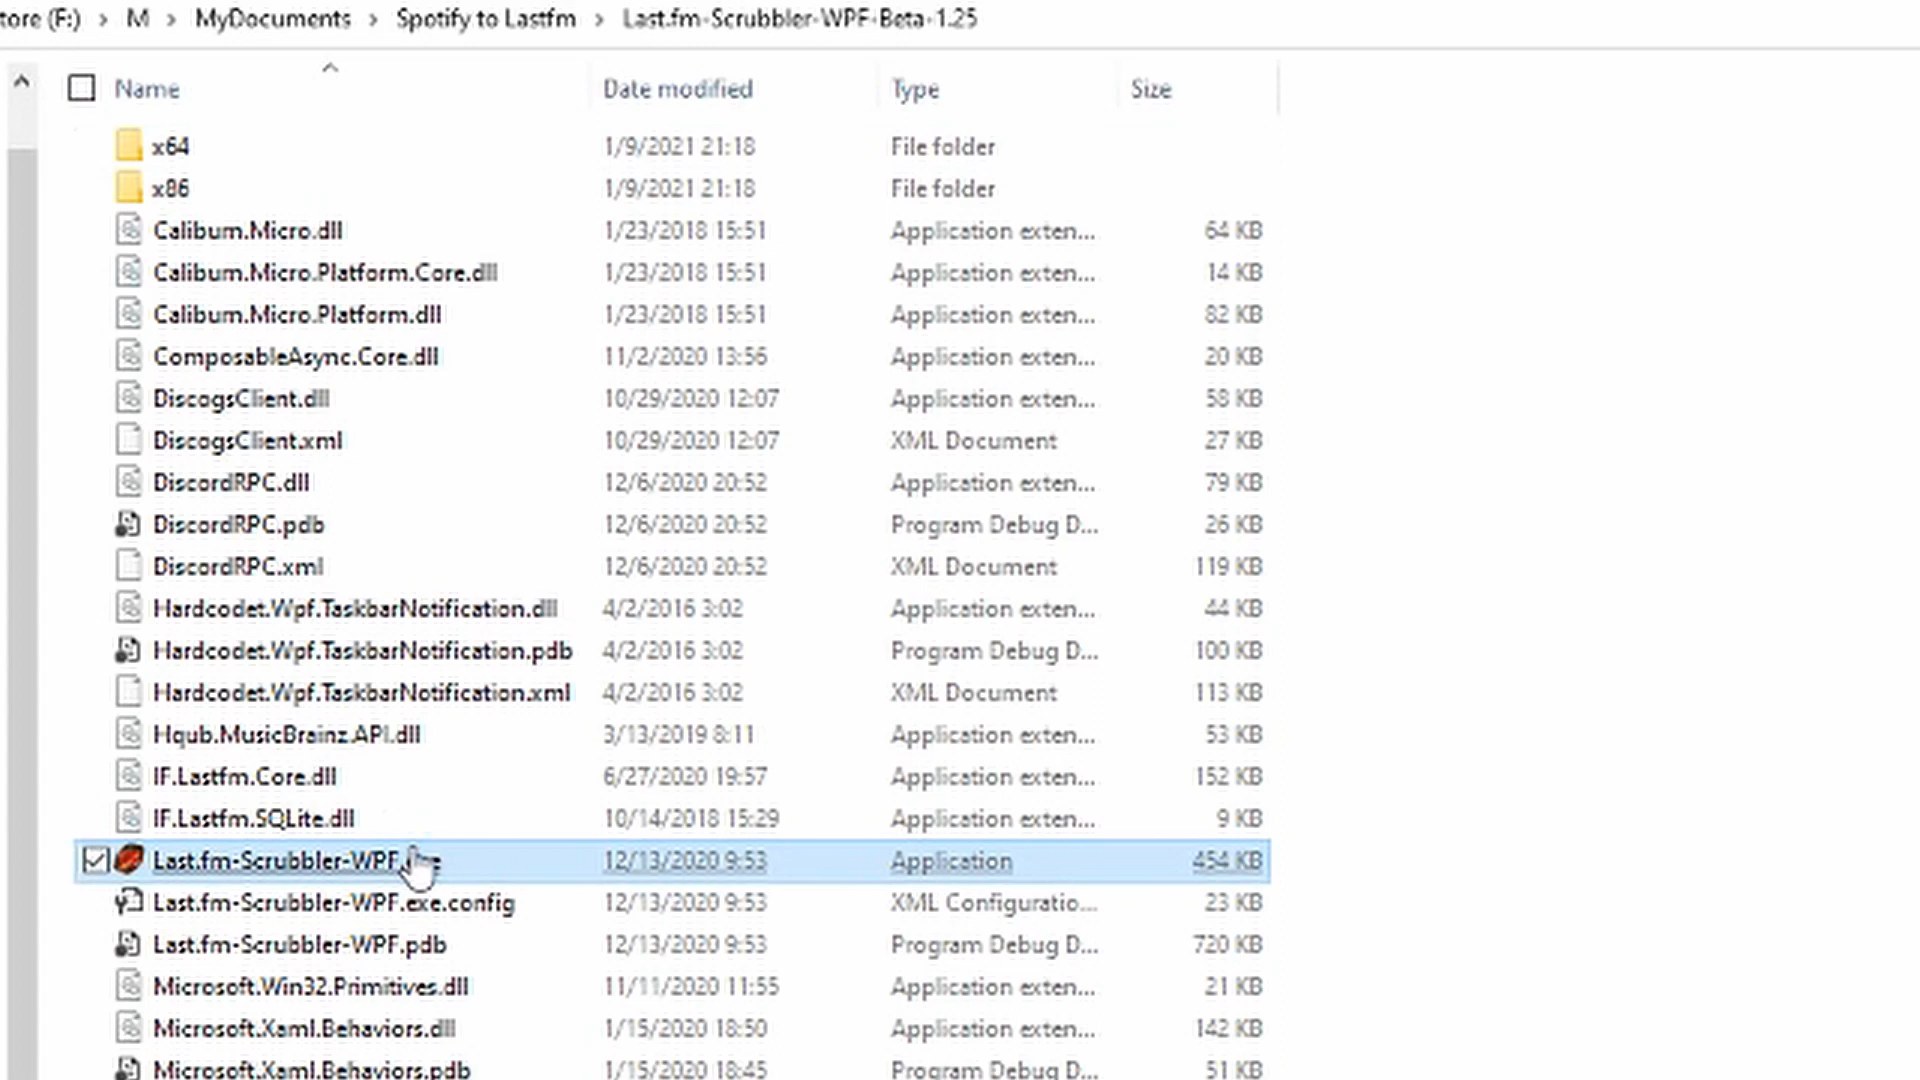 tore (F:) > M > MyDocuments > Spotify to Lastfm > Last.fm-Scrubbler-WPF-Beta-1.25
Name Date modified Type Size
x64 1/9/2021 21:18 File folder
x86 1/9/2021 21:18 File folder
Caliburn.Micro.dll 1/23/2018 15:51 Application exten... 64 KB
Caliburn.Micro.Platform.Core.dll 1/23/2018 15:51 Application exten... 14 KB
Caliburn.Micro.Platform.dll 1/23/2018 15:51 Application exten... 82 KB
ComposableAsync.Core.dll 11/2/2020 13:56 Application exten... 20 KB
DiscogsClient.dll 10/29/2020 12:07 Application exten... 58 KB
DiscogsClient.xml 10/29/2020 12:07 XML Document 27 KB
DiscordRPC.dll 12/6/2020 20:52 Application exten... 79 KB
DiscordRPC.pdb 12/6/2020 20:52 Program Debug D... 26 KB
DiscordRPC.xml 12/6/2020 20:52 XML Document 119 KB
Hardcodet.Wpf.TaskbarNotification.dll 4/2/2016 3:02 Application exten... 44 KB
Hardcodet.Wpf.TaskbarNotification.pdb 4/2/2016 3:02 Program Debug D... 100 KB
Hardcodet.Wpf.TaskbarNotification.xml 4/2/2016 3:02 XML Document 113 KB
Hqub.MusicBrainz.API.dll 3/13/2019 8:11 Application exten... 53 KB
IF.Lastfm.Core.dll 6/27/2020 19:57 Application exten... 152 KB
IF.Lastfm.SQLite.dll 10/14/2018 15:29 Application exten... 9 KB
Last.fm-Scrubbler-WPF. 12/13/2020 9:53 Application 454 KB
Last.fm-Scrubbler-WPF.exe.config 12/13/2020 9:53 XML Configuratio... 23 KB
Last.fm-Scrubbler-WPF.pdb 12/13/2020 9:53 Program Debug D... 720 KB
Microsoft.Win32.Primitives.dll 11/11/2020 11:55 Application exten... 21 KB
Microsoft.Xaml.Behaviors.dll 1/15/2020 18:50 Application exten... 142 KB
Microsoft.Xaml.Behaviors.pdb 1/15/2020 18:45 Program Debug D... 51 KB